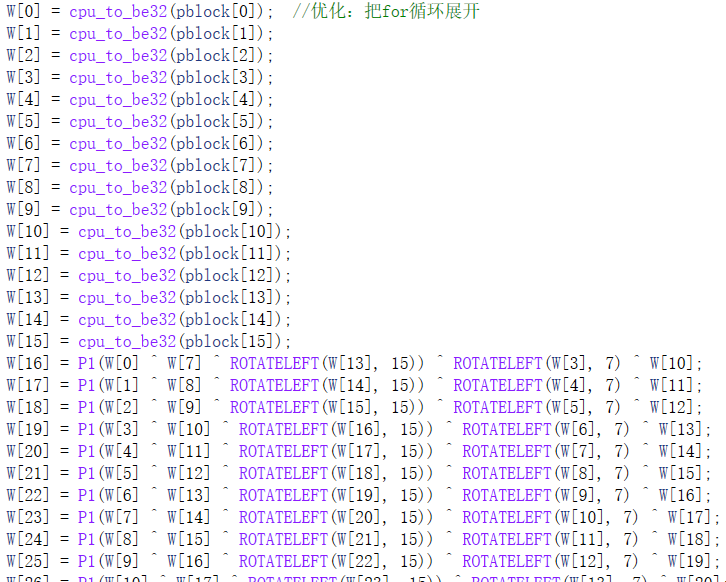 W[0] = cpu_to_be32(pblock[0]);  //优化：把for循环展开
W[1] = cpu_to_be32(pblock[1]);
W[2] = cpu_to_be32(pblock[2]);
W[3] = cpu_to_be32(pblock[3]);
W[4] = cpu_to_be32(pblock[4]);
W[5] = cpu_to_be32(pblock[5]);
W[6] = cpu_to_be32(pblock[6]);
W[7] = cpu_to_be32(pblock[7]);
W[8] = cpu_to_be32(pblock[8]);
W[9] = cpu_to_be32(pblock[9]);
W[10] = cpu_to_be32(pblock[10]);
W[11] = cpu_to_be32(pblock[11]);
W[12] = cpu_to_be32(pblock[12]);
W[13] = cpu_to_be32(pblock[13]);
W[14] = cpu_to_be32(pblock[14]);
W[15] = cpu_to_be32(pblock[15]);
W[16] = P1(W[0] ^ W[7] ^ ROTATELEFT(W[13], 15)) ^ ROTATELEFT(W[3], 7) ^ W[10];
W[17] = P1(W[1] ^ W[8] ^ ROTATELEFT(W[14], 15)) ^ ROTATELEFT(W[4], 7) ^ W[11];
W[18] = P1(W[2] ^ W[9] ^ ROTATELEFT(W[15], 15)) ^ ROTATELEFT(W[5], 7) ^ W[12];
W[19] = P1(W[3] ^ W[10] ^ ROTATELEFT(W[16], 15)) ^ ROTATELEFT(W[6], 7) ^ W[13];
W[20] = P1(W[4] ^ W[11] ^ ROTATELEFT(W[17], 15)) ^ ROTATELEFT(W[7], 7) ^ W[14];
W[21] = P1(W[5] ^ W[12] ^ ROTATELEFT(W[18], 15)) ^ ROTATELEFT(W[8], 7) ^ W[15];
W[22] = P1(W[6] ^ W[13] ^ ROTATELEFT(W[19], 15)) ^ ROTATELEFT(W[9], 7) ^ W[16];
W[23] = P1(W[7] ^ W[14] ^ ROTATELEFT(W[20], 15)) ^ ROTATELEFT(W[10], 7) ^ W[17];
W[24] = P1(W[8] ^ W[15] ^ ROTATELEFT(W[21], 15)) ^ ROTATELEFT(W[11], 7) ^ W[18];
W[25] = P1(W[9] ^ W[16] ^ ROTATELEFT(W[22], 15)) ^ ROTATELEFT(W[12], 7) ^ W[19];